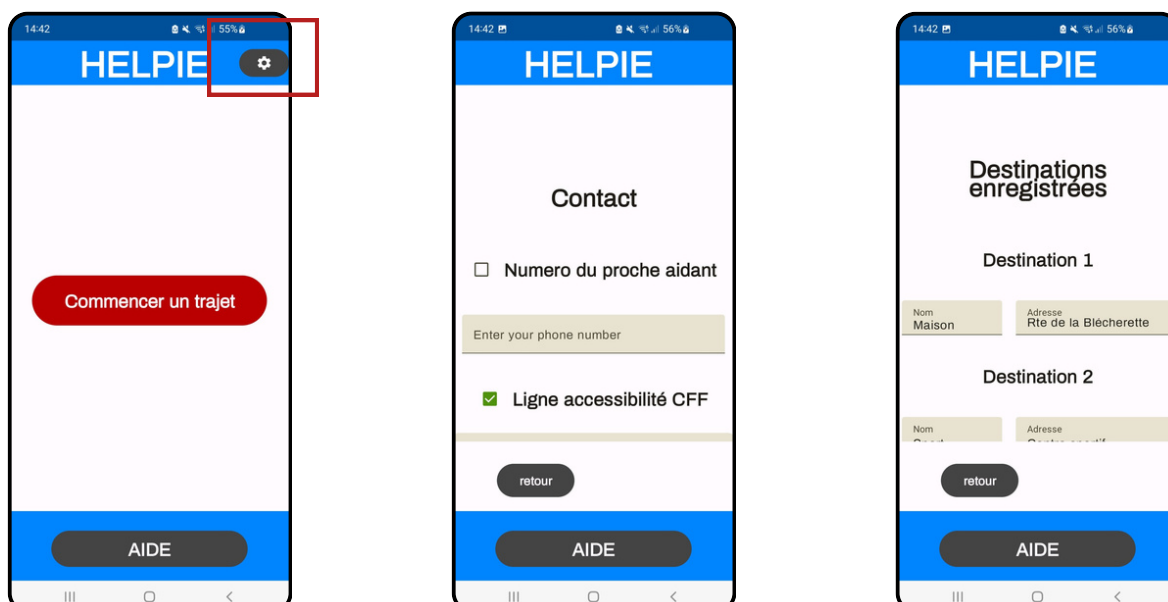 14:42
55%
HELPIE
Commencer un trajet
AIDE
14:42
56%
HELPIE
Contact
Numero du proche aidant
Enter your phone number
Ligne accessibilité CFF
retour
AIDE
14:42
56%
HELPIE
Destinations
enregistrées
Destination 1
Nom
Maison
Adresse
Rte de la Blécherette
Destination 2
Nom
Adresse
retour
AIDE